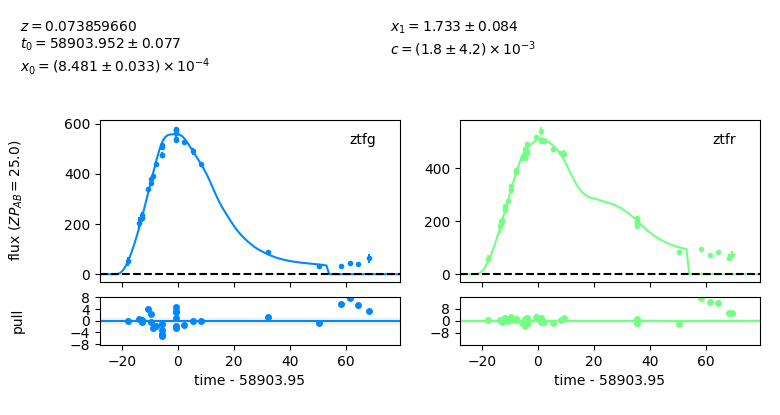 z = 0.073859660
t₀ = 58903.952 ± 0.077
x₀ = (8.481 ± 0.033) × 10⁻⁴
x₁ = 1.733 ± 0.084
c = (1.8 ± 4.2) × 10⁻³
flux (ZP_AB = 25.0)
600
400
200
0
ztfg
400
200
0
ztfr
pull
8
4
0
−4
−8
−20 0 20 40 60
time - 58903.95
pull
8
4
0
−4
−8
−20 0 20 40 60
time - 58903.95